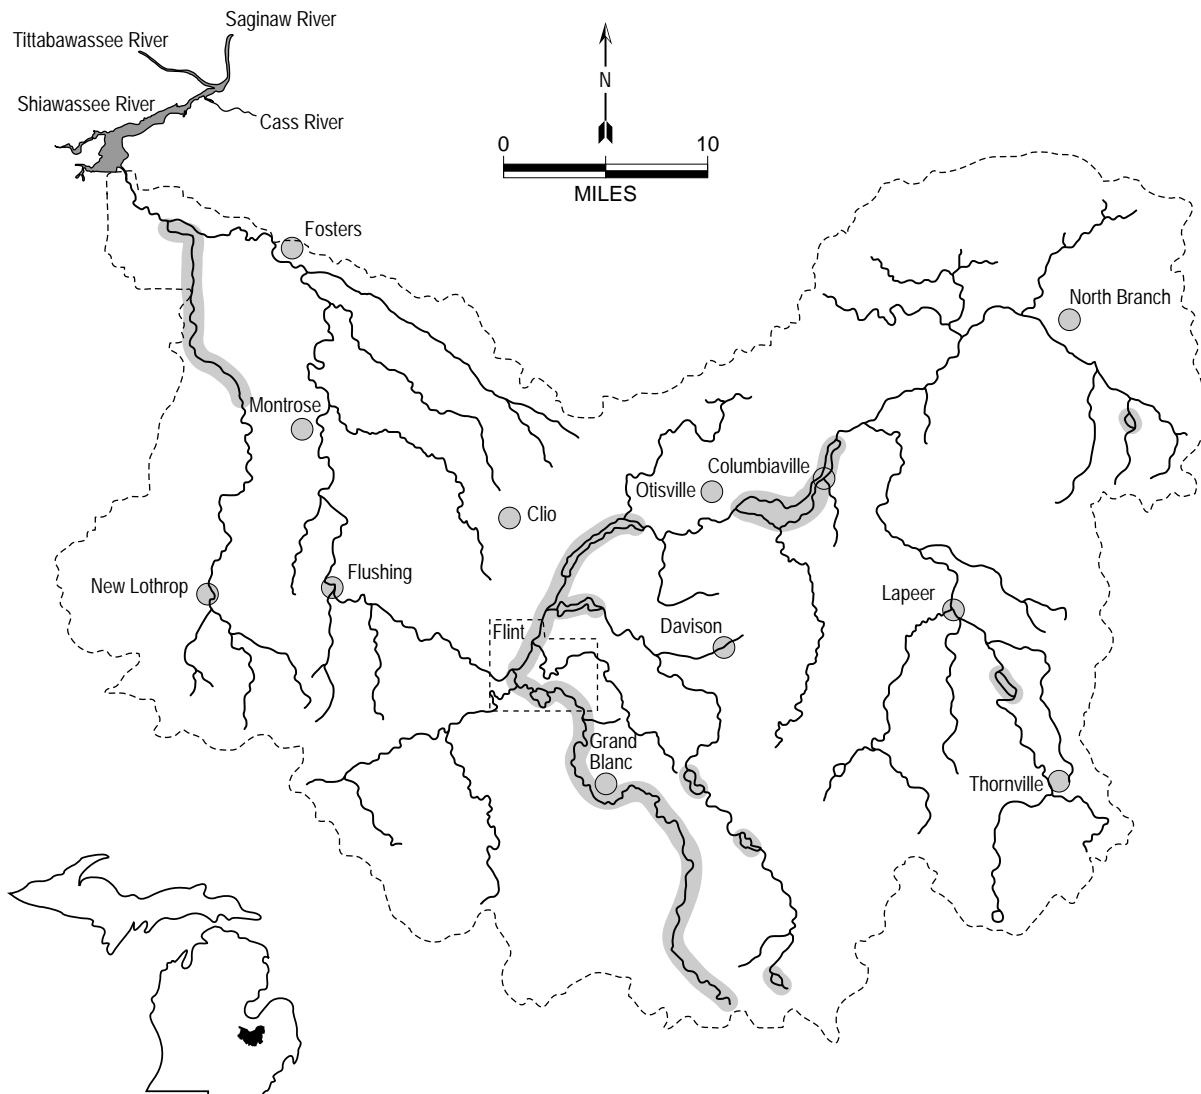 Saginaw River
Tittabawassee River
Shiawassee River
Cass River
N
0 10
MILES
Fosters
North Branch
Montrose
Columbiaville
Otisville
Clio
New Lothrop
Flushing
Lapeer
Flint
Davison
Grand
Blanc
Thornville